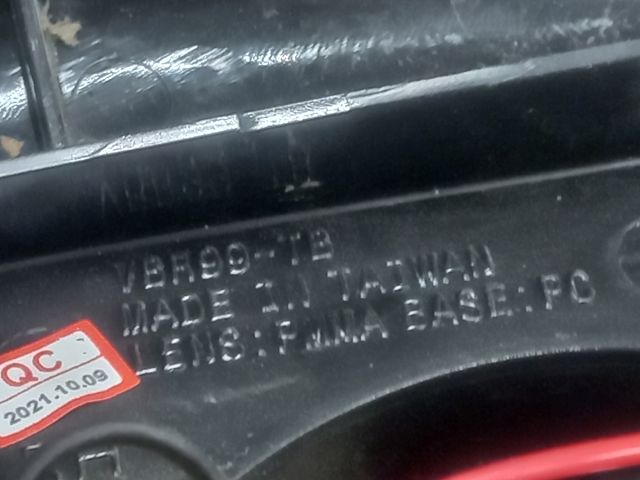 VBR99-TB
MADE IN TAIWAN
LENS:PMMA BASE:PC
QC
2021.10.09